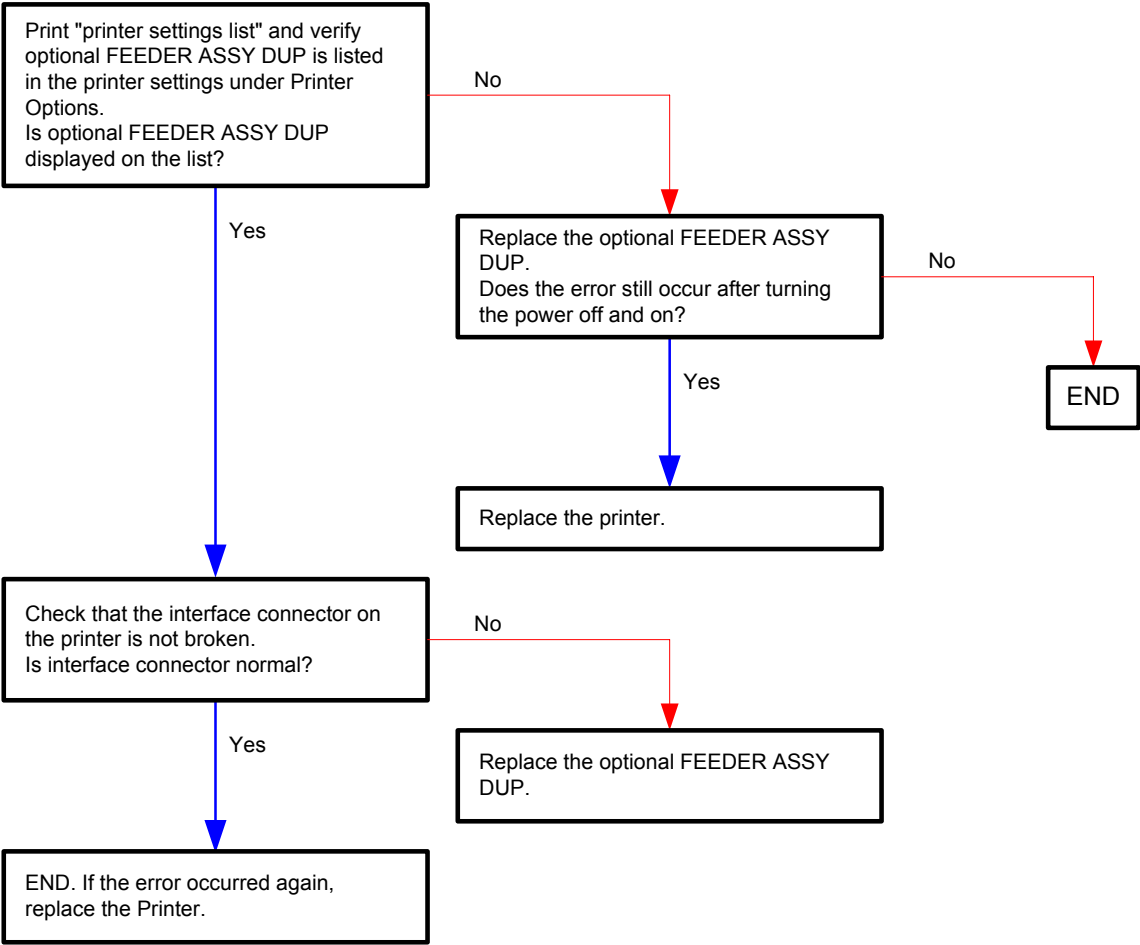 Print "printer settings list" and verify
optional FEEDER ASSY DUP is listed
in the printer settings under Printer
Options.
Is optional FEEDER ASSY DUP
displayed on the list?
No
Yes
Replace the optional FEEDER ASSY
DUP.
Does the error still occur after turning
the power off and on?
No
Yes
END
Replace the printer.
Check that the interface connector on
the printer is not broken.
Is interface connector normal?
No
Yes
Replace the optional FEEDER ASSY
DUP.
END. If the error occurred again,
replace the Printer.